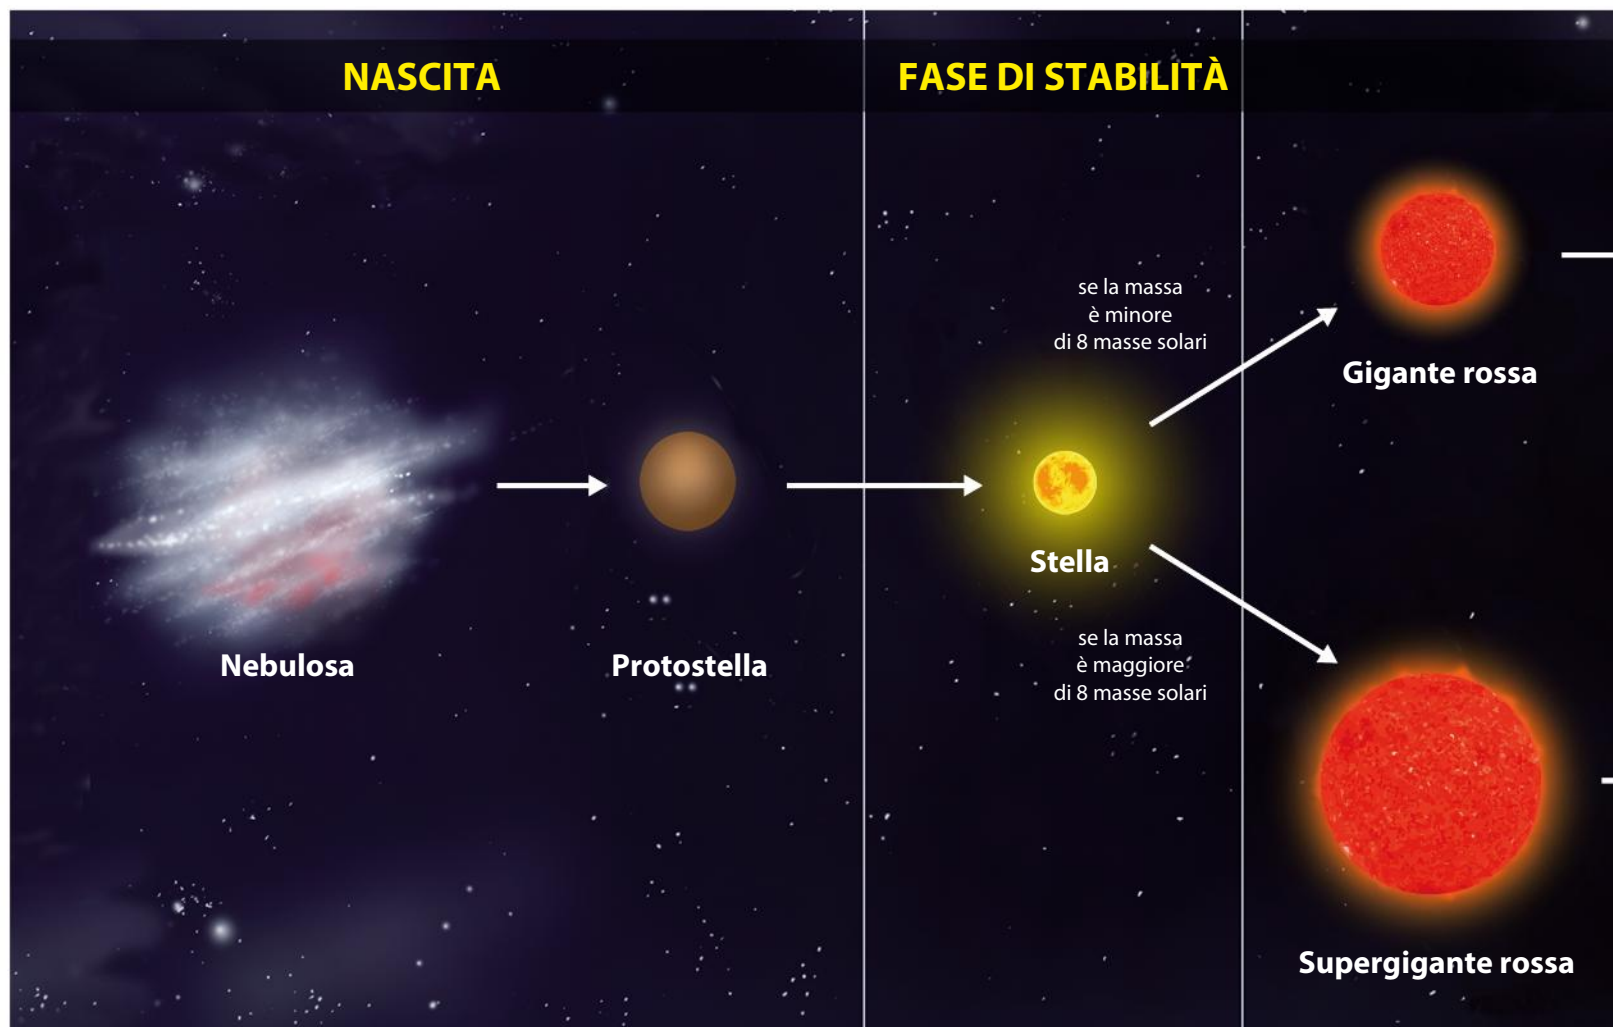 NASCITA
FASE DI STABILITÀ
se la massa
è minore
di 8 masse solari
Gigante rossa
Stella
Nebulosa
Protostella
se la massa
è maggiore
di 8 masse solari
Supergigante rossa